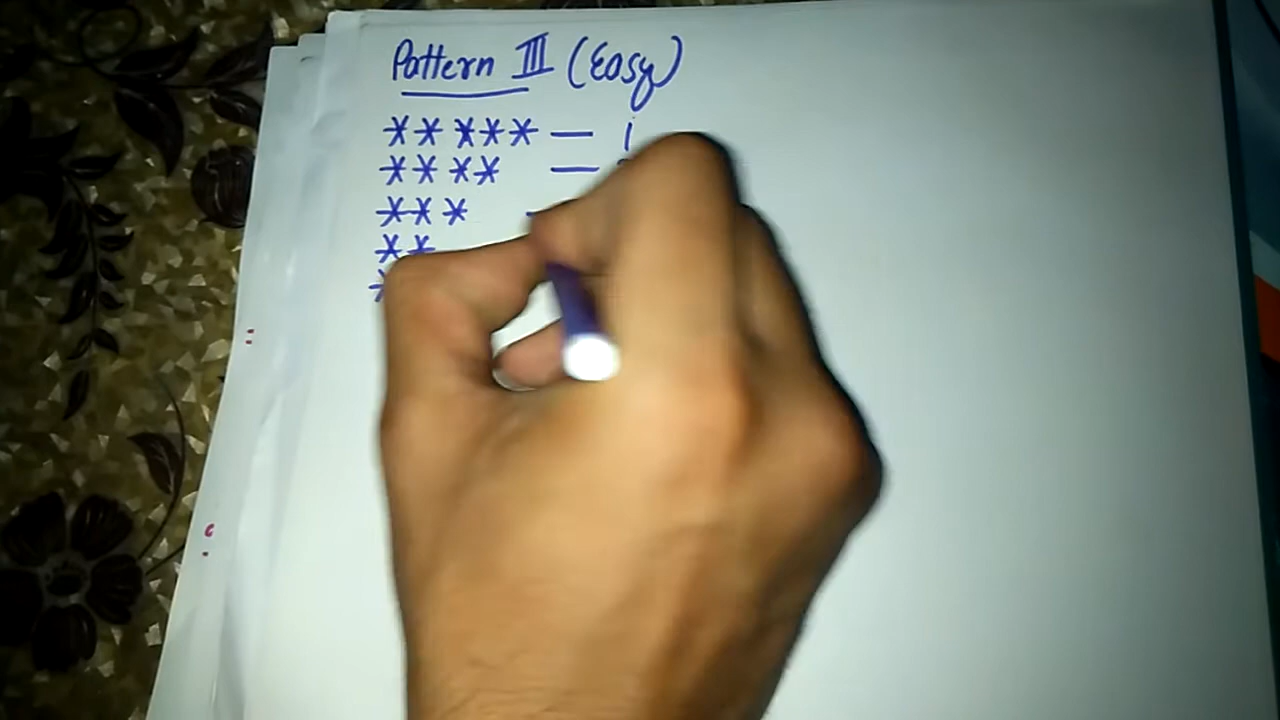 Pattern III (Easy)
***** — 1
**** —
***
**
*